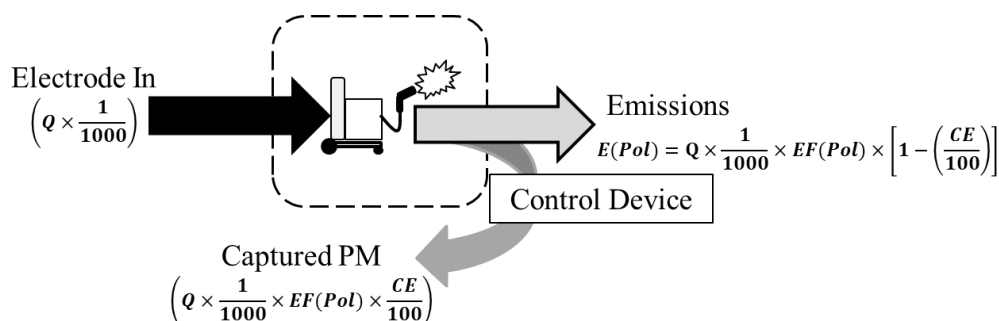 Electrode In
(Q × 1/1000)
Emissions
E(Pol) = Q × 1/1000 × EF(Pol) × [1 − (CE/100)]
Control Device
Captured PM
(Q × 1/1000 × EF(Pol) × CE/100)